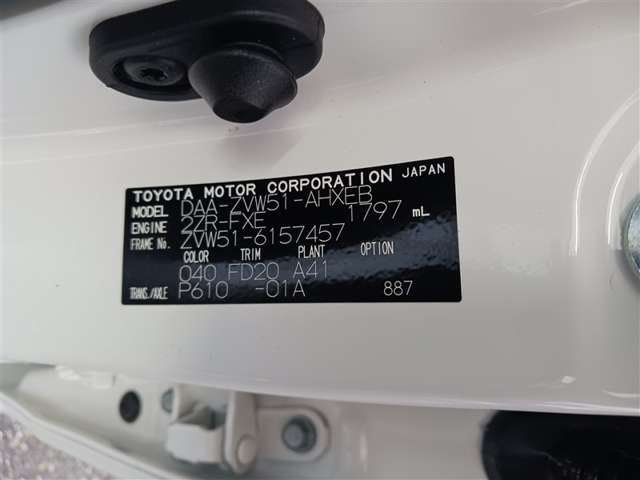 TOYOTA MOTOR CORPORATION JAPAN
MODEL DAA-ZVW51-AHXEB
ENGINE 2ZR-FXE 1797 mL
FRAME No. ZVW51-6157457
COLOR TRIM PLANT OPTION
040 FD20 A41
TRANS./AXLE P610 -01A 887